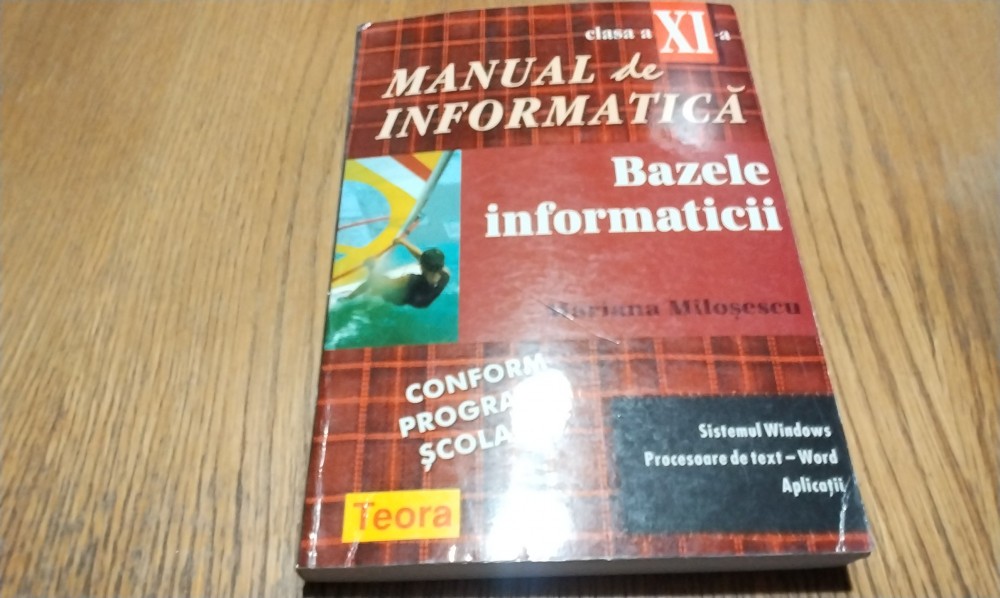 clasa a XI-a
MANUAL de
INFORMATICĂ
Bazele
informaticii
Mariana Miloșescu
CONFORM
Sistemul Windows
Procesoare de text – Word
Aplicații
Teora